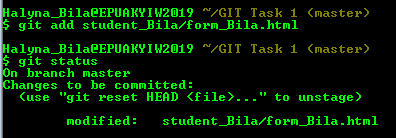 Halyna_Bila@EPUAKYIW2019 ~/GIT Task 1 (master)
$ git add student_Bila/form_Bila.html
Halyna_Bila@EPUAKYIW2019 ~/GIT Task 1 (master)
$ git status
On branch master
Changes to be committed:
(use "git reset HEAD <file>..." to unstage)
modified: student_Bila/form_Bila.html